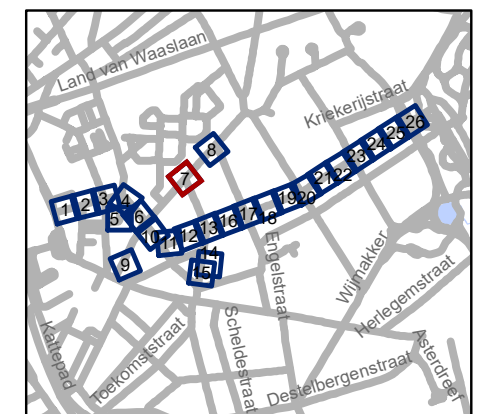 Land van Waaslaan
Kriekerijstraat
8
7
26
25
24
23
22
21
20
19
18
17
16
13
12
11
10
6
4
3
2
1
5
9
14
15
Engelstraat
Wijmakker
Herlegemstraat
Scheldestraat
Kattepad
Toekomststraat
Destelbergenstraat
Asterdreef